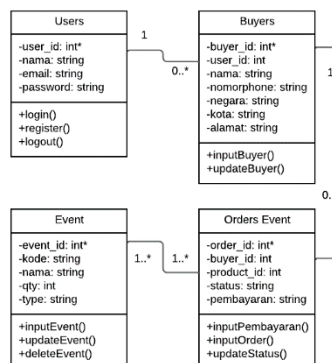 Users
-user_id: int*
-nama: string
-email: string
-password: string
+login()
+register()
+logout()
1
0..*
Buyers
-buyer_id: int*
-user_id: int
-nama: string
-nomorphone: string
-negara: string
-kota: string
-alamat: string
+inputBuyer()
+updateBuyer()
1
0.
Event
-event_id: int*
-kode: string
-nama: string
-qty: int
-type: string
+inputEvent()
+updateEvent()
+deleteEvent()
1..*
1..*
Orders Event
-order_id: int*
-buyer_id: int
-product_id: int
-status: string
-pembayaran: string
+inputPembayaran()
+inputOrder()
+updateStatus()